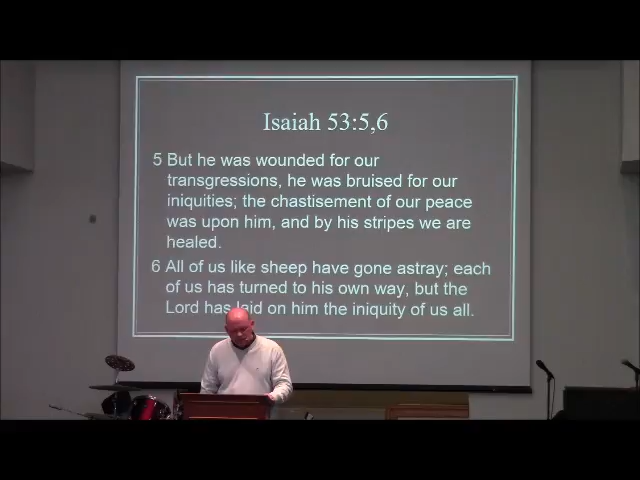 Isaiah 53:5,6
5 But he was wounded for our
transgressions, he was bruised for our
iniquities; the chastisement of our peace
was upon him, and by his stripes we are
healed.
6 All of us like sheep have gone astray; each
of us has turned to his own way, but the
Lord has laid on him the iniquity of us all.